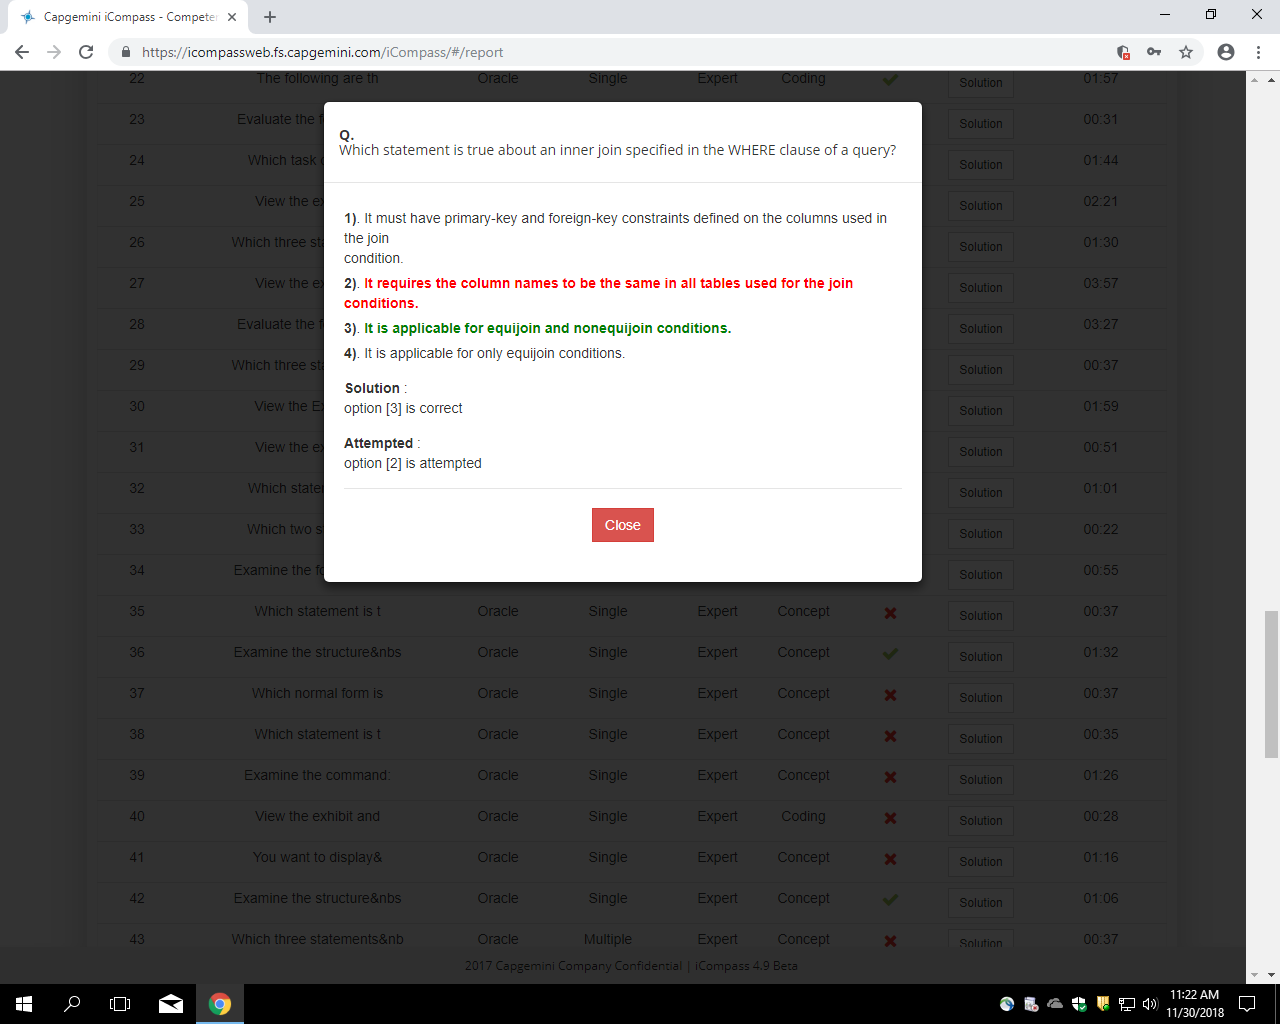 Capgemini iCompass - Competen
https://icompassweb.fs.capgemini.com/iCompass/#/report
22 The following are th Oracle Single Expert Coding Solution 01:57
23 Evaluate the f Solution 00:31
24 Which task Solution 01:44
25 View the ex Solution 02:21
26 Which three sta Solution 01:30
27 View the ex Solution 03:57
28 Evaluate the f Solution 03:27
29 Which three sta Solution 00:37
30 View the E Solution 01:59
31 View the ex Solution 00:51
32 Which state Solution 01:01
33 Which two s Solution 00:22
34 Examine the fo Solution 00:55
Q.
Which statement is true about an inner join specified in the WHERE clause of a query?
1). It must have primary-key and foreign-key constraints defined on the columns used in
the join
condition.
2). It requires the column names to be the same in all tables used for the join
conditions.
3). It is applicable for equijoin and nonequijoin conditions.
4). It is applicable for only equijoin conditions.
Solution :
option [3] is correct
Attempted :
option [2] is attempted
Close
35 Which statement is t Oracle Single Expert Concept Solution 00:37
36 Examine the structure&nbs Oracle Single Expert Concept Solution 01:32
37 Which normal form is Oracle Single Expert Concept Solution 00:37
38 Which statement is t Oracle Single Expert Concept Solution 00:35
39 Examine the command: Oracle Single Expert Concept Solution 01:26
40 View the exhibit and Oracle Single Expert Coding Solution 00:28
41 You want to display& Oracle Single Expert Concept Solution 01:16
42 Examine the structure&nbs Oracle Single Expert Concept Solution 01:06
43 Which three statements&nb Oracle Multiple Expert Concept Solution 00:37
2017 Capgemini Company Confidential | iCompass 4.9 Beta
11:22 AM
11/30/2018